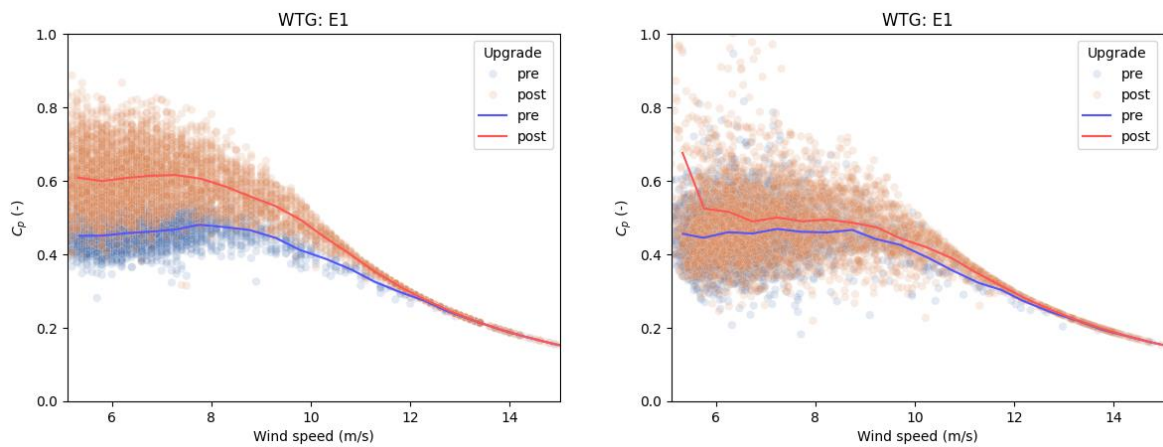 WTG: E1
1.0
0.8
0.6
0.4
0.2
0.0
Cp (-)
6 8 10 12 14
Wind speed (m/s)
Upgrade
pre
post
pre
post
WTG: E1
1.0
0.8
0.6
0.4
0.2
0.0
Cp (-)
6 8 10 12 14
Wind speed (m/s)
Upgrade
pre
post
pre
post